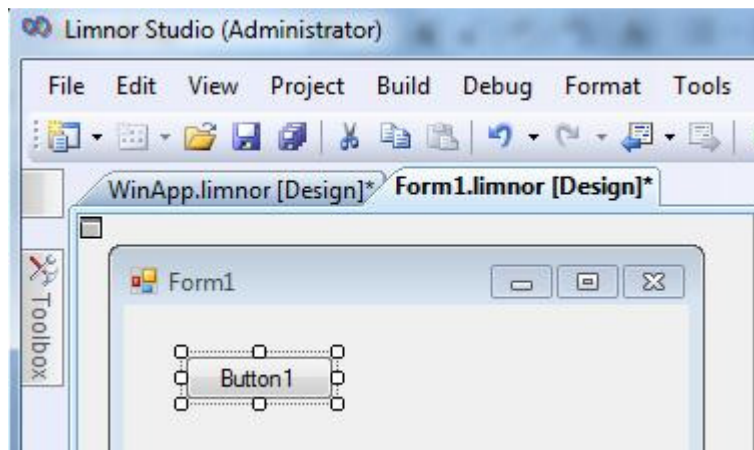 Limnor Studio (Administrator)
File Edit View Project Build Debug Format Tools
WinApp.limnor [Design]* Form1.limnor [Design]*
Toolbox
Form1
Button1